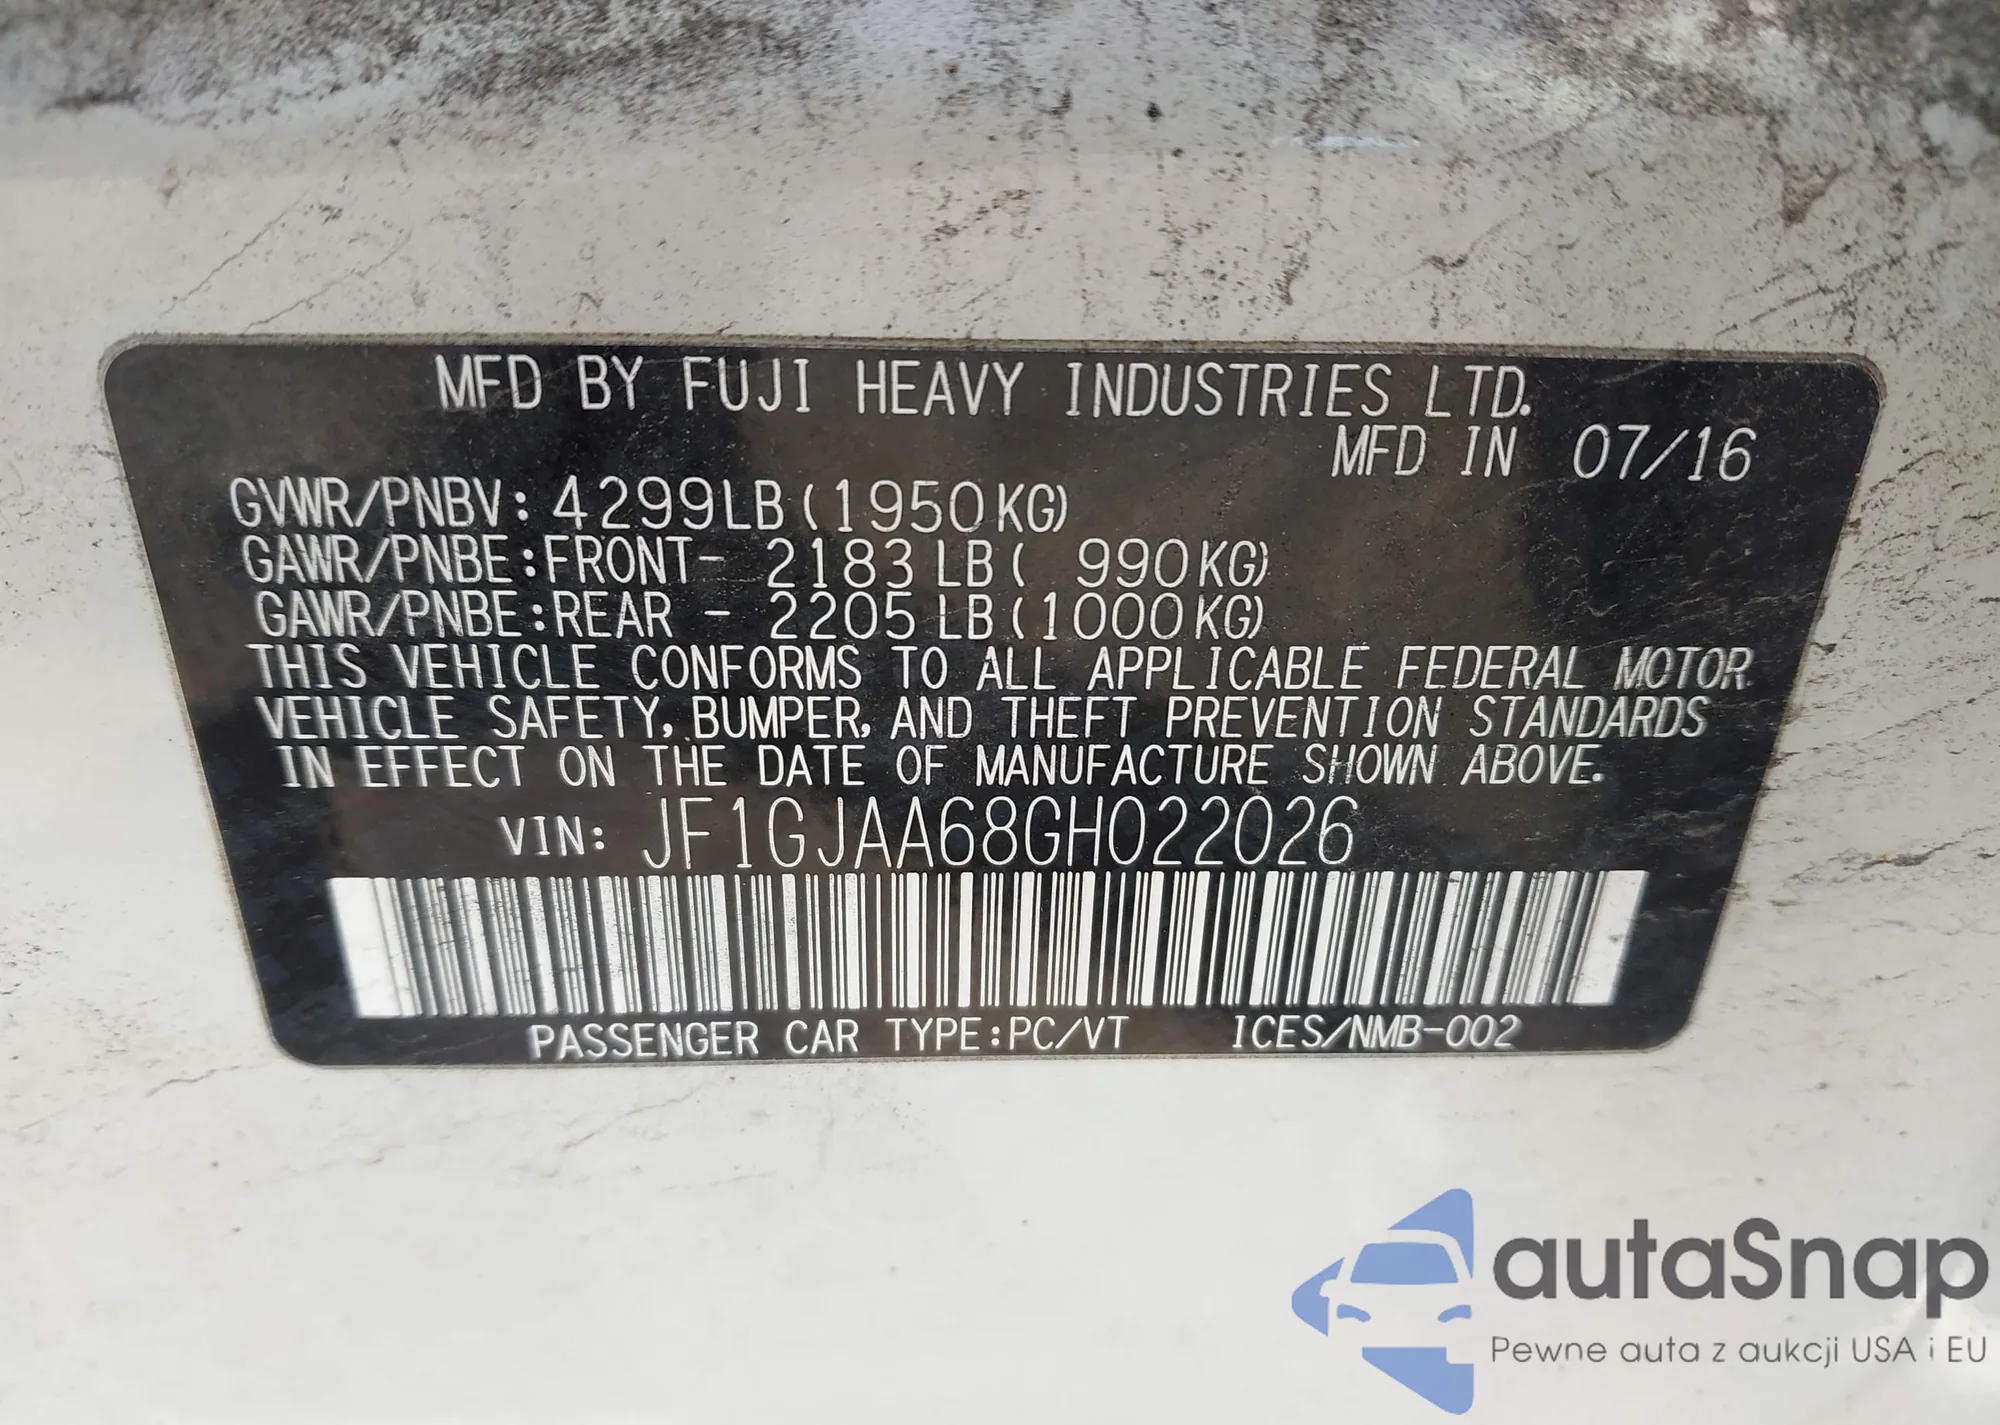 MFD BY FUJI HEAVY INDUSTRIES LTD.
MFD IN 07/16
GVWR/PNBV: 4299LB (1950KG)
GAWR/PNBE:FRONT- 2183 LB ( 990KG)
GAWR/PNBE:REAR - 2205 LB (1000KG)
THIS VEHICLE CONFORMS TO ALL APPLICABLE FEDERAL MOTOR
VEHICLE SAFETY, BUMPER, AND THEFT PREVENTION STANDARDS
IN EFFECT ON THE DATE OF MANUFACTURE SHOWN ABOVE.
VIN: JF1GJAA68GH022026
PASSENGER CAR TYPE:PC/VT ICES/NMB-002
autaSnap
Pewne auta z aukcji USA i EU